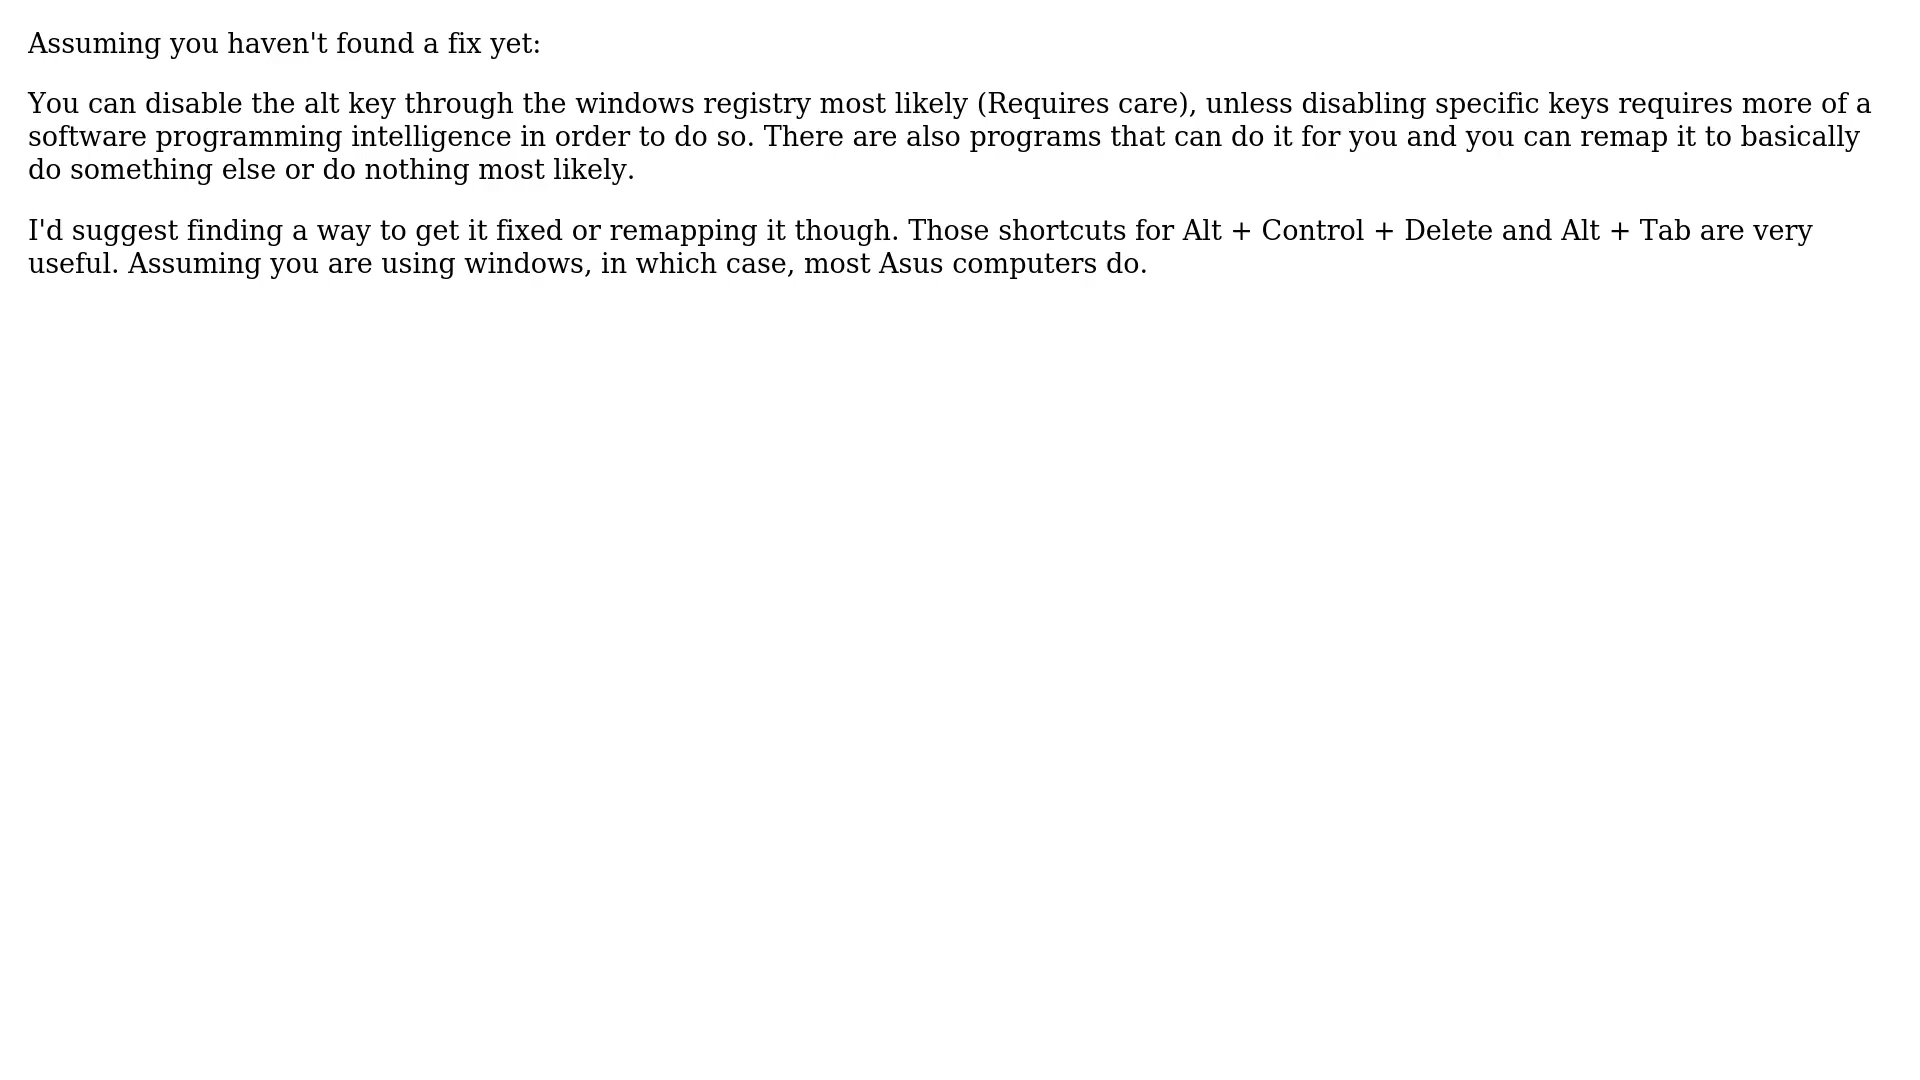 Assuming you haven't found a fix yet:
You can disable the alt key through the windows registry most likely (Requires care), unless disabling specific keys requires more of a
software programming intelligence in order to do so. There are also programs that can do it for you and you can remap it to basically
do something else or do nothing most likely.
I'd suggest finding a way to get it fixed or remapping it though. Those shortcuts for Alt + Control + Delete and Alt + Tab are very
useful. Assuming you are using windows, in which case, most Asus computers do.